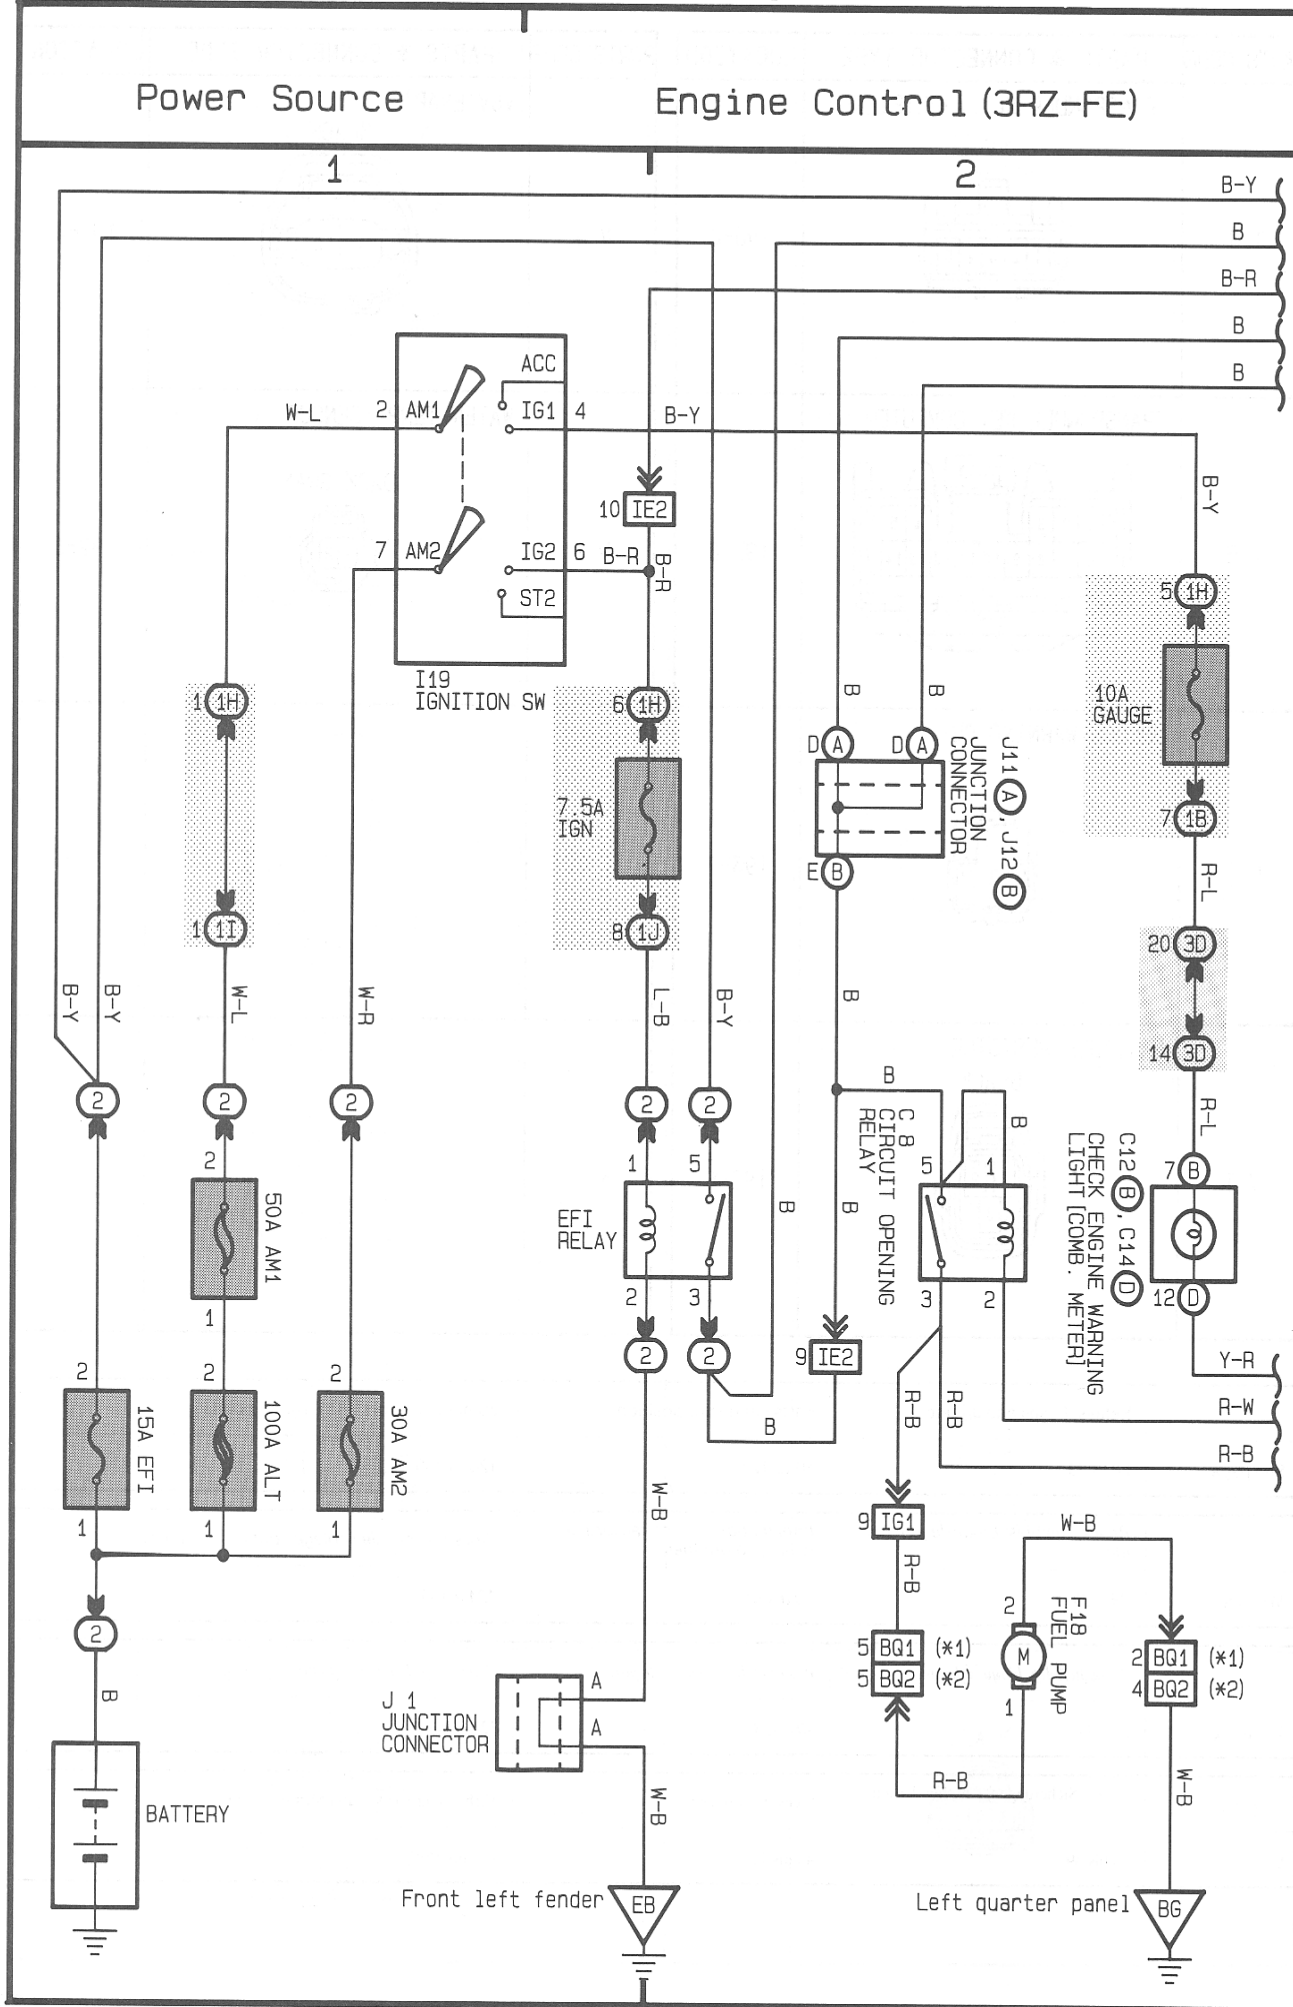 Power Source
Engine Control (3RZ-FE)
1
2
B-Y
B
B-R
B
B
ACC
W-L
2
AM1
IG1
4
B-Y
B-Y
10
IE2
7
AM2
IG2
6
B-R
B-R
ST2
5
1H
I19
IGNITION SW
1
1H
6
1H
B
B
10A
GAUGE
D
A
D
A
J11 A , J12 B
JUNCTION
CONNECTOR
7.5A
IGN
7
1B
E
B
R-L
1
1I
8
1J
20
3D
B-Y
B-Y
W-L
W-R
L-B
B-Y
B
14
3D
2
2
2
2
2
B
B
R-L
C 8
CIRCUIT OPENING
RELAY
C12 B , C14 D
CHECK ENGINE WARNING
LIGHT [COMB. METER]
2
1
5
5
1
7
B
50A AM1
EFI
RELAY
B
B
1
2
3
3
2
12
D
2
2
9
IE2
Y-R
2
2
2
R-W
15A EFI
100A ALT
30A AM2
B
R-B
R-B
R-B
1
1
1
W-B
9
IG1
W-B
R-B
2
2
F18
FUEL PUMP
M
5
BQ1
(*1)
5
BQ2
(*2)
2
BQ1
(*1)
4
BQ2
(*2)
B
J 1
JUNCTION
CONNECTOR
A
A
1
R-B
W-B
W-B
BATTERY
Front left fender
EB
Left quarter panel
BG